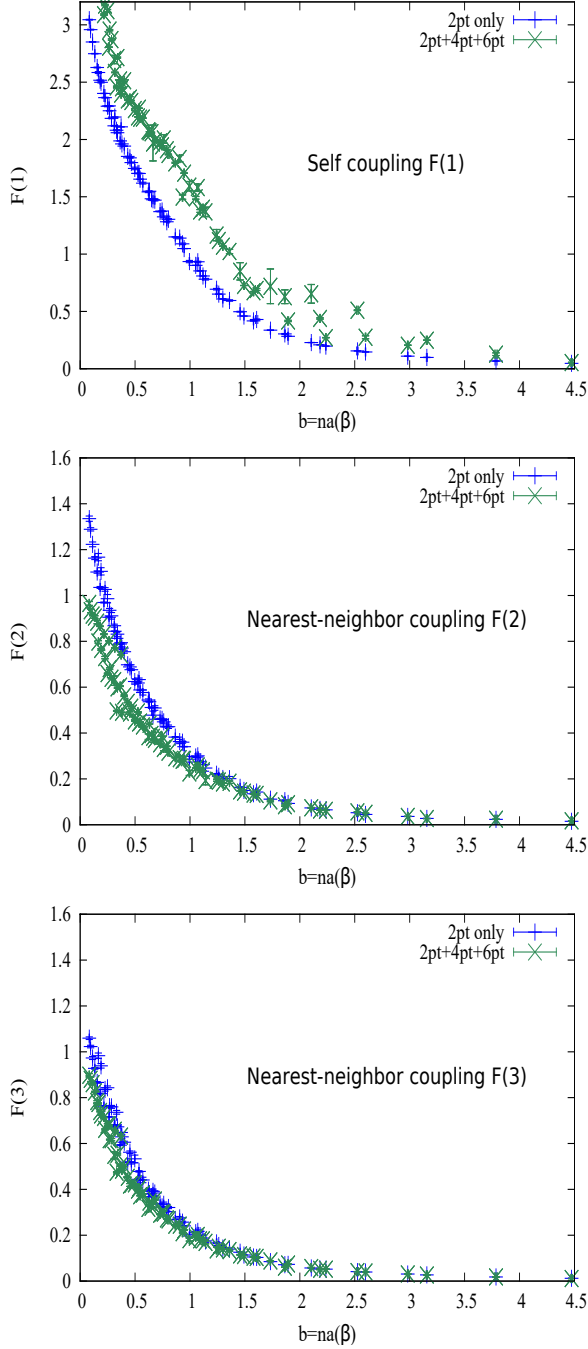 3
2.5
2
1.5
1
0.5
0
F(1)
2pt only
2pt+4pt+6pt
Self coupling F(1)
0 0.5 1 1.5 2 2.5 3 3.5 4 4.5
b=na(β)
1.6
1.4
1.2
1
0.8
0.6
0.4
0.2
0
F(2)
2pt only
2pt+4pt+6pt
Nearest-neighbor coupling F(2)
0 0.5 1 1.5 2 2.5 3 3.5 4 4.5
b=na(β)
1.6
1.4
1.2
1
0.8
0.6
0.4
0.2
0
F(3)
2pt only
2pt+4pt+6pt
Nearest-neighbor coupling F(3)
0 0.5 1 1.5 2 2.5 3 3.5 4 4.5
b=na(β)